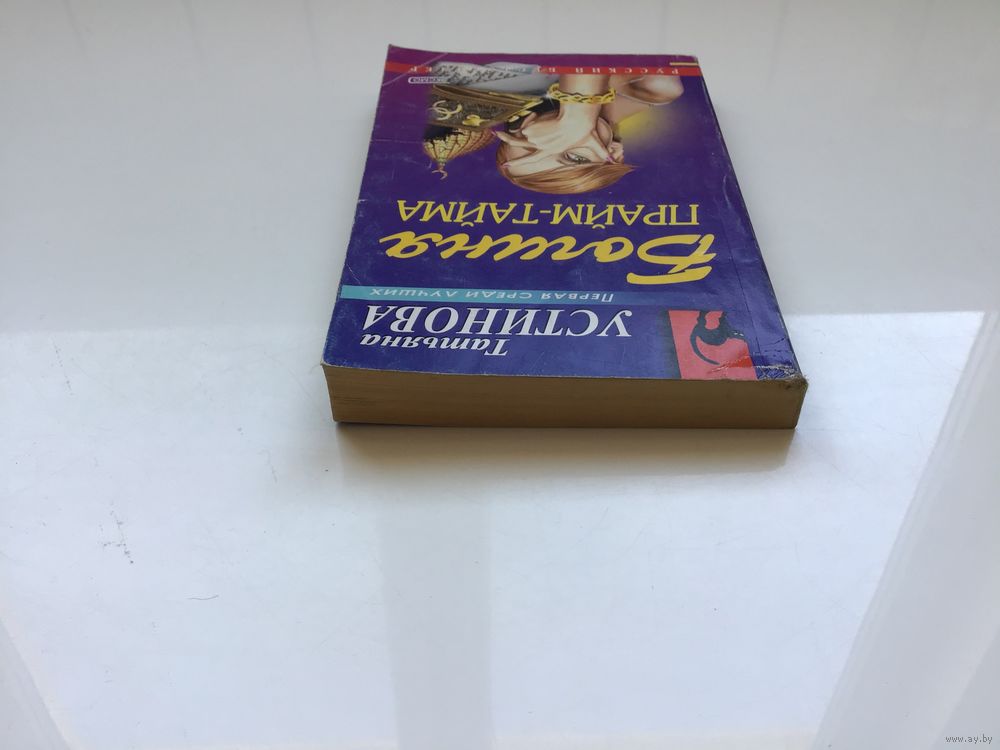 Татьяна
УСТИНОВА
ПЕРВАЯ СРЕДИ ЛУЧШИХ
Богиня
ПРАЙМ-ТАЙМА
РУССКИЙ
www.ay.by